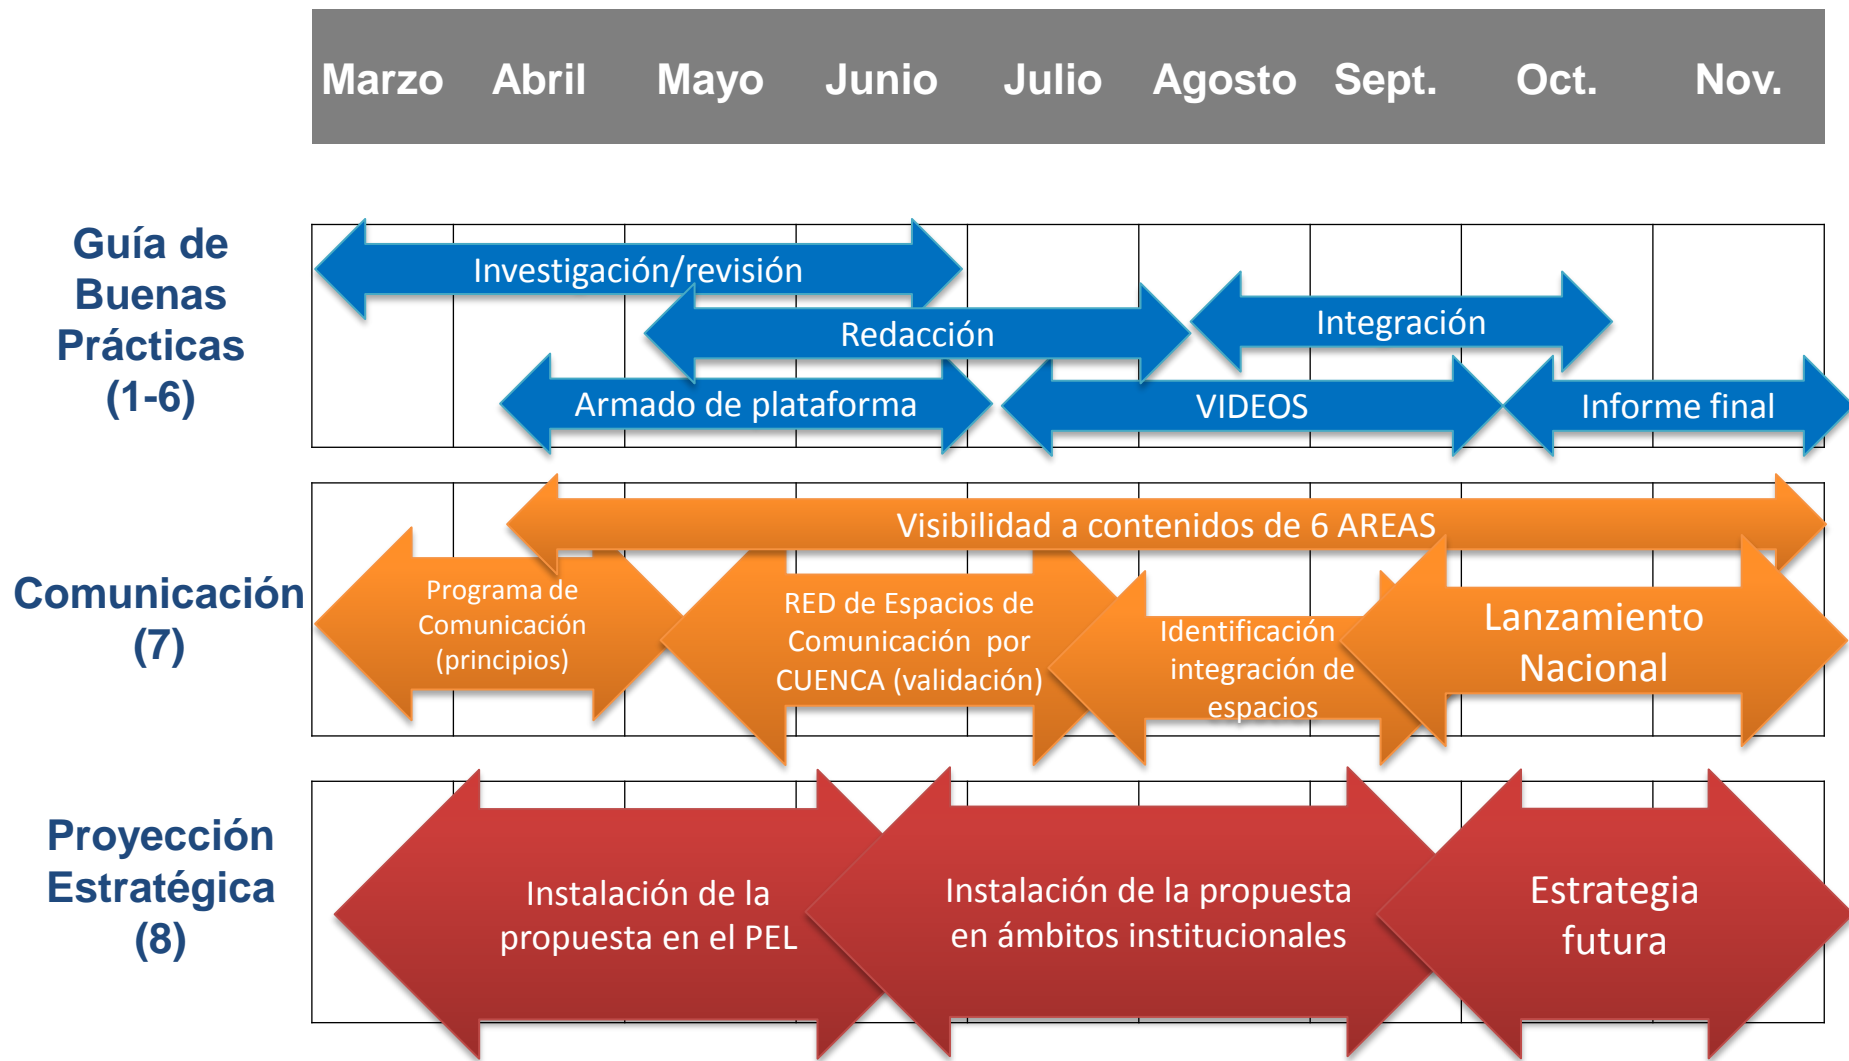 Marzo Abril Mayo Junio Julio Agosto Sept. Oct. Nov.
Guía de
Buenas
Prácticas
(1-6)
Investigación/revisión
Redacción
Integración
Armado de plataforma
VIDEOS
Informe final
Comunicación
(7)
Visibilidad a contenidos de 6 AREAS
Programa de
Comunicación
(principios)
RED de Espacios de
Comunicación por
CUENCA (validación)
Identificación
integración de
espacios
Lanzamiento
Nacional
Proyección
Estratégica
(8)
Instalación de la
propuesta en el PEL
Instalación de la propuesta
en ámbitos institucionales
Estrategia
futura